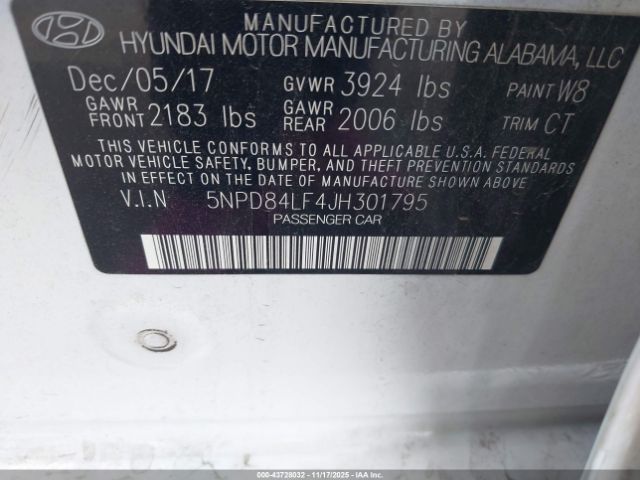 MANUFACTURED BY
HYUNDAI MOTOR MANUFACTURING ALABAMA, LLC
Dec/05/17 GVWR 3924 lbs PAINT W8
GAWR FRONT 2183 lbs GAWR REAR 2006 lbs TRIM CT
THIS VEHICLE CONFORMS TO ALL APPLICABLE U.S.A. FEDERAL
MOTOR VEHICLE SAFETY, BUMPER, AND THEFT PREVENTION STANDARDS
IN EFFECT ON THE DATE OF MANUFACTURE SHOWN ABOVE
V.I.N 5NPD84LF4JH301795
PASSENGER CAR
000-43728032 - 11/17/2025 - IAA Inc.